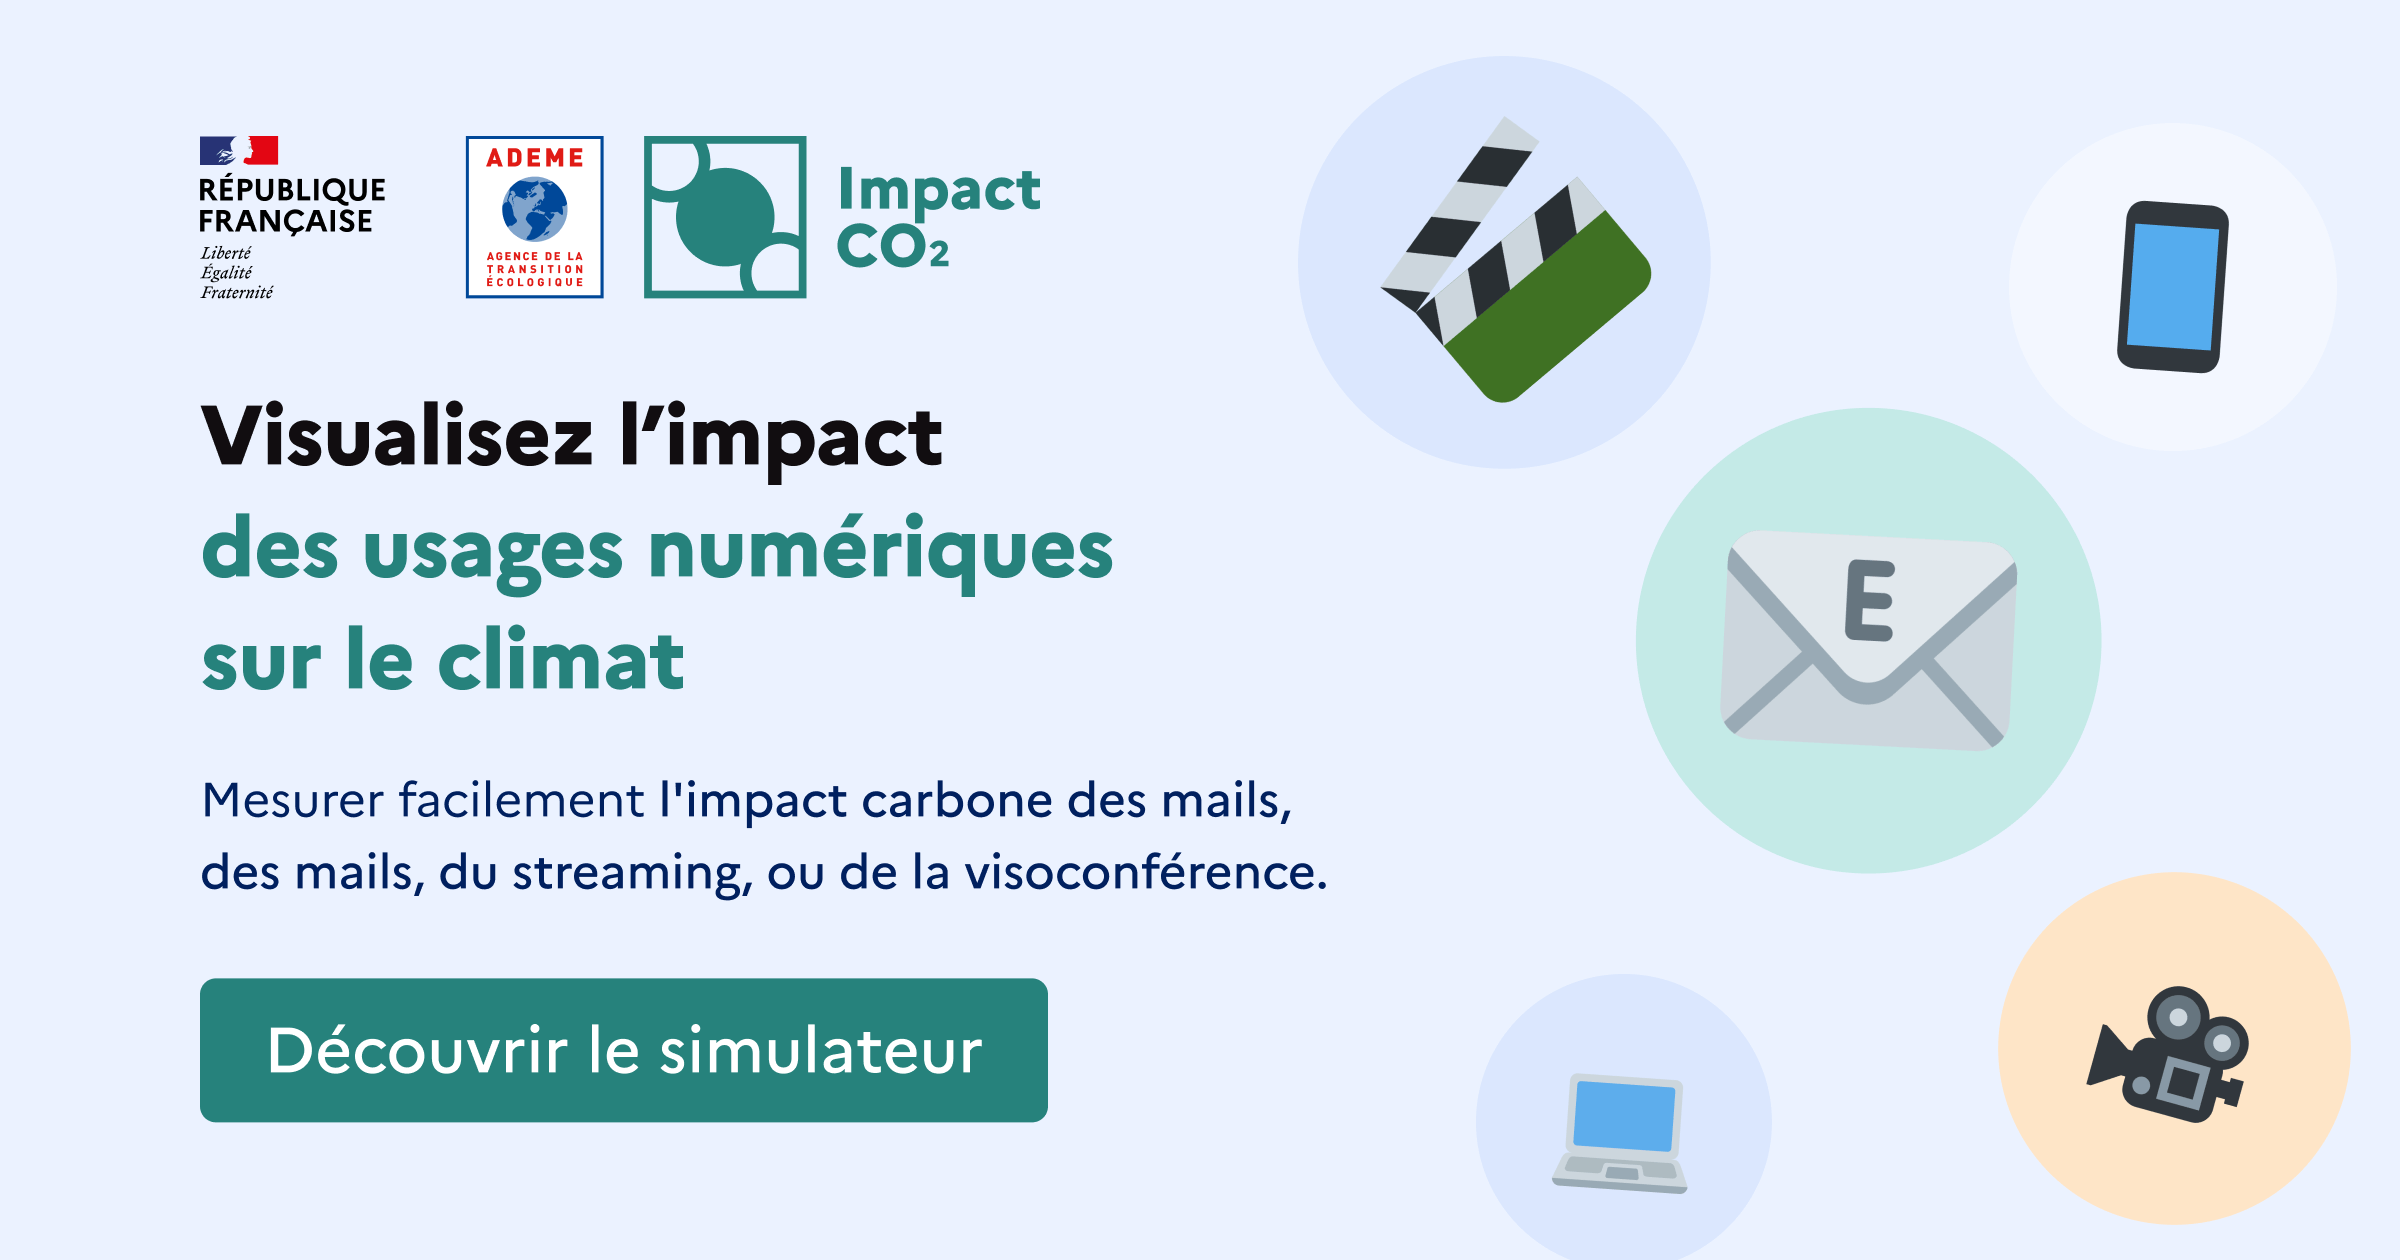 RÉPUBLIQUE
FRANÇAISE
Liberté
Égalité
Fraternité
ADEME
AGENCE DE LA
TRANSITION
ÉCOLOGIQUE
Impact
CO₂
Visualisez l’impact
des usages numériques
sur le climat
Mesurer facilement l'impact carbone des mails,
des mails, du streaming, ou de la visoconférence.
Découvrir le simulateur
E